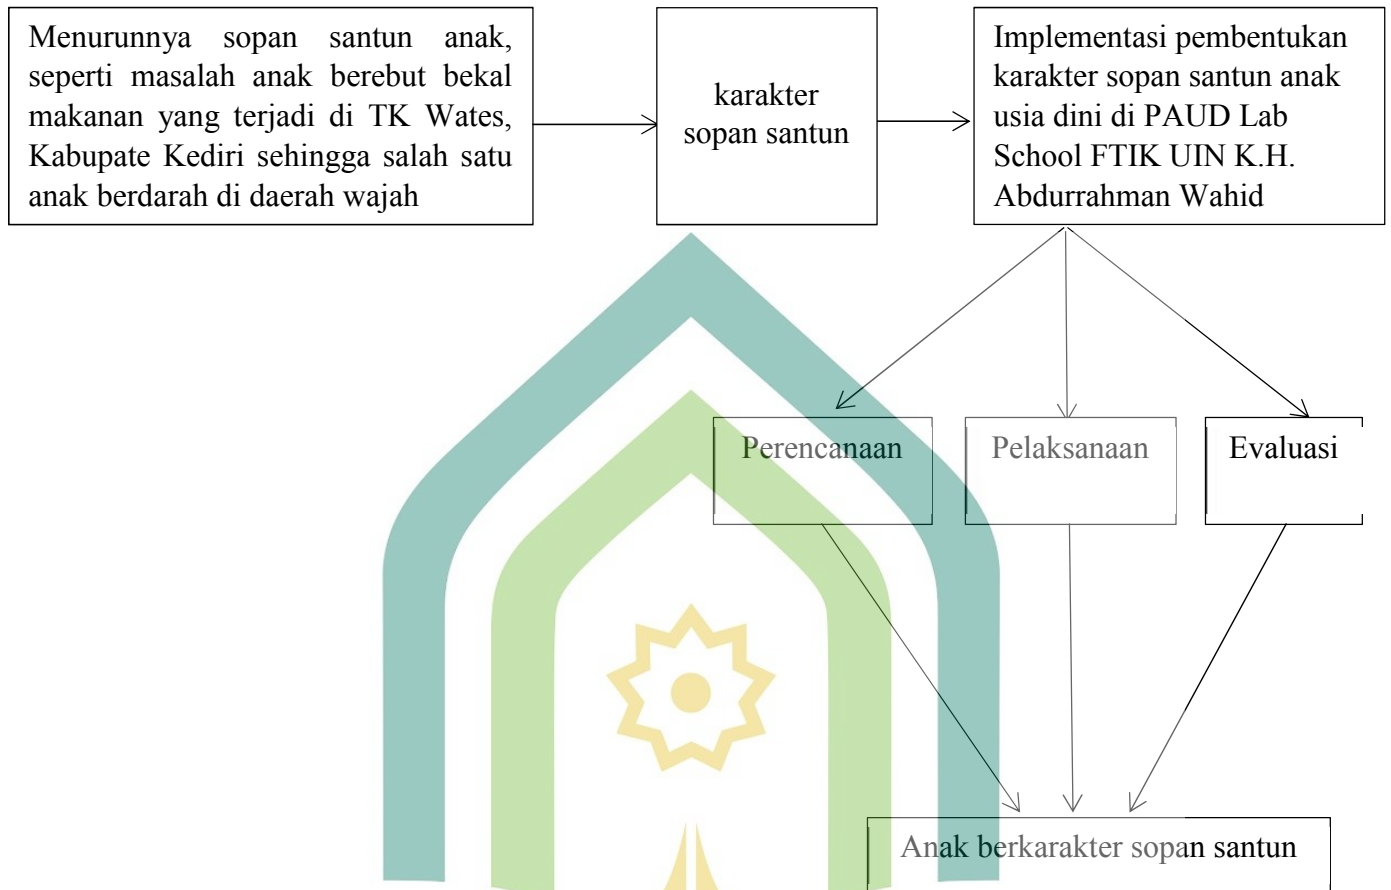 Menurunnya sopan santun anak,
seperti masalah anak berebut bekal
makanan yang terjadi di TK Wates,
Kabupate Kediri sehingga salah satu
anak berdarah di daerah wajah
karakter
sopan santun
Implementasi pembentukan
karakter sopan santun anak
usia dini di PAUD Lab
School FTIK UIN K.H.
Abdurrahman Wahid
Perencanaan
Pelaksanaan
Evaluasi
Anak berkarakter sopan santun